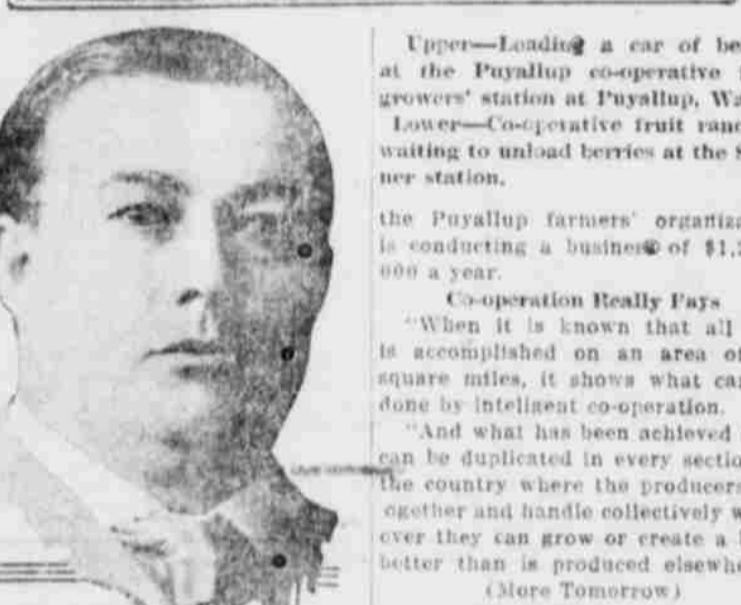 Upper—Loading a car of be
at the Puyallup co-operative
growers' station at Puyallup, Wa
Lower—Co-operative fruit ranc
waiting to unload berries at the S
ner station.
the Puyallup farmers' organiza
is conducting a business of $1,
000 a year.
Co-operation Really Pays
"When it is known that all
is accomplished on an area of
square miles, it shows what can
done by inteligent co-operation.
"And what has been achieved
can be duplicated in every sectio
the country where the producers
ogether and handle collectively w
ever they can grow or create a
better than is produced elsewhe
(More Tomorrow)